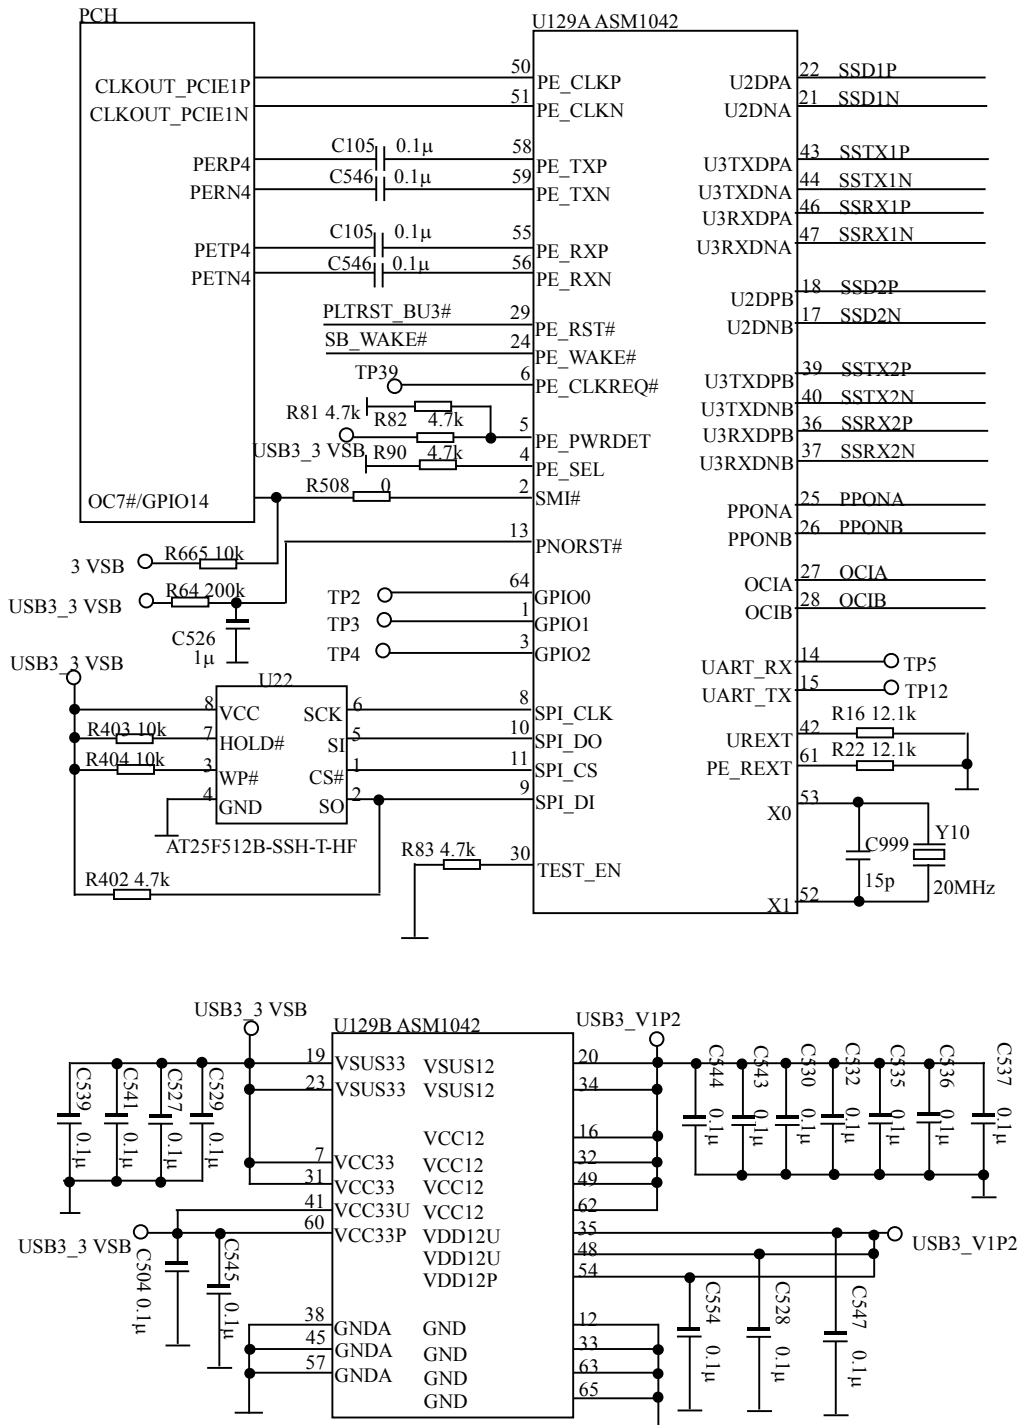 PCH
U129A ASM1042
CLKOUT_PCIE1P
50
PE_CLKP
U2DPA
22
SSD1P
CLKOUT_PCIE1N
51
PE_CLKN
U2DNA
21
SSD1N
PERP4
C105
0.1μ
58
PE_TXP
U3TXDPA
43
SSTX1P
PERN4
C546
0.1μ
59
PE_TXN
U3TXDNA
44
SSTX1N
U3RXDPA
46
SSRX1P
PETP4
C105
0.1μ
55
PE_RXP
U3RXDNA
47
SSRX1N
PETN4
C546
0.1μ
56
PE_RXN
U2DPB
18
SSD2P
PLTRST_BU3#
29
PE_RST#
U2DNB
17
SSD2N
SB_WAKE#
24
PE_WAKE#
TP39
6
PE_CLKREQ#
U3TXDPB
39
SSTX2P
R81 4.7k
R82
4.7k
U3TXDNB
40
SSTX2N
USB3_3 VSB
5
PE_PWRDET
U3RXDPB
36
SSRX2P
R90
4.7k
4
PE_SEL
U3RXDNB
37
SSRX2N
OC7#/GPIO14
R508
0
2
SMI#
PPONA
25
PPONA
13
PNORST#
PPONB
26
PPONB
3 VSB
R665 10k
OCIA
27
OCIA
USB3_3 VSB
R64 200k
TP2
64
GPIO0
OCIB
28
OCIB
C526
1μ
TP3
1
GPIO1
TP4
3
GPIO2
UART_RX
14
TP5
USB3_3 VSB
U22
UART_TX
15
TP12
8
VCC
SCK
6
8
SPI_CLK
UREXT
42
R16 12.1k
R403 10k
7
HOLD#
SI
5
10
SPI_DO
PE_REXT
61
R22 12.1k
R404 10k
3
WP#
CS#
1
11
SPI_CS
4
GND
SO
2
9
SPI_DI
X0
53
AT25F512B-SSH-T-HF
C999
15p
Y10
20MHz
R402 4.7k
R83 4.7k
30
TEST_EN
X1
52
USB3_3 VSB
U129B ASM1042
USB3_V1P2
C539
0.1μ
C541
0.1μ
C527
0.1μ
C529
0.1μ
19
VSUS33
VSUS12
20
23
VSUS33
VSUS12
34
C544
0.1μ
C543
0.1μ
C530
0.1μ
C532
0.1μ
C535
0.1μ
C536
0.1μ
C537
0.1μ
VCC12
16
7
VCC33
VCC12
32
31
VCC33
VCC12
49
41
VCC33U
VCC12
62
USB3_3 VSB
60
VCC33P
VDD12U
35
USB3_V1P2
VDD12U
48
VDD12P
54
C504 0.1μ
C545
0.1μ
C554
0.1μ
C528
0.1μ
C547
0.1μ
38
GNDA
GND
12
45
GNDA
GND
33
57
GNDA
GND
63
GND
65